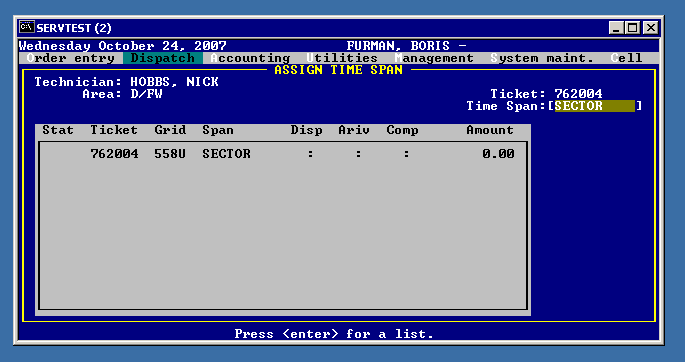 SERVTEST (2)
Wednesday October 24, 2007 FURMAN, BORIS -
Order entry Dispatch Accounting Utilities Management System maint. Cell
ASSIGN TIME SPAN
Technician: HOBBS, NICK
Area: D/FW Ticket: 762004
Time Span:[SECTOR ]
Stat Ticket Grid Span Disp Ariv Comp Amount
762004 558U SECTOR : : : 0.00
Press <enter> for a list.